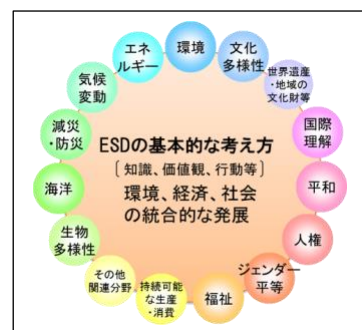 環境
文化
多様性
世界遺産
・地域の
文化財等
国際
理解
平和
人権
ジェンダー
平等
福祉
持続可能
な生産
・消費
その他
関連分野
生物
多様性
海洋
減災
・防災
気候
変動
エネ
ルギー
ESDの基本的な考え方
[知識、価値観、行動等]
環境、経済、社会
の統合的な発展